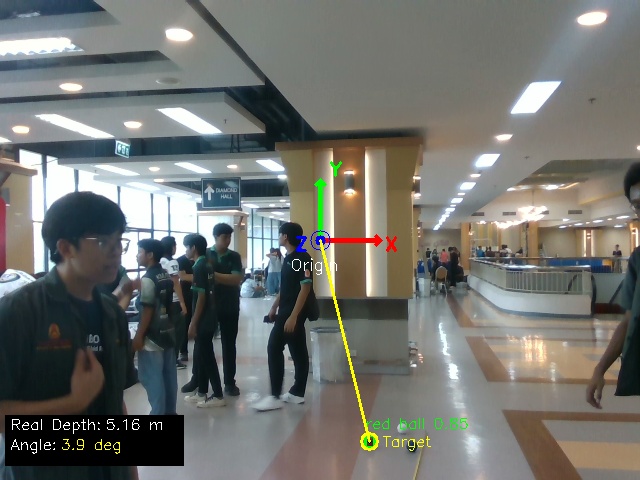 DIAMOND
HALL
Y
Z
X
Origin
red ball 0.85
Target
Real Depth: 5.16 m
Angle: 3.9 deg